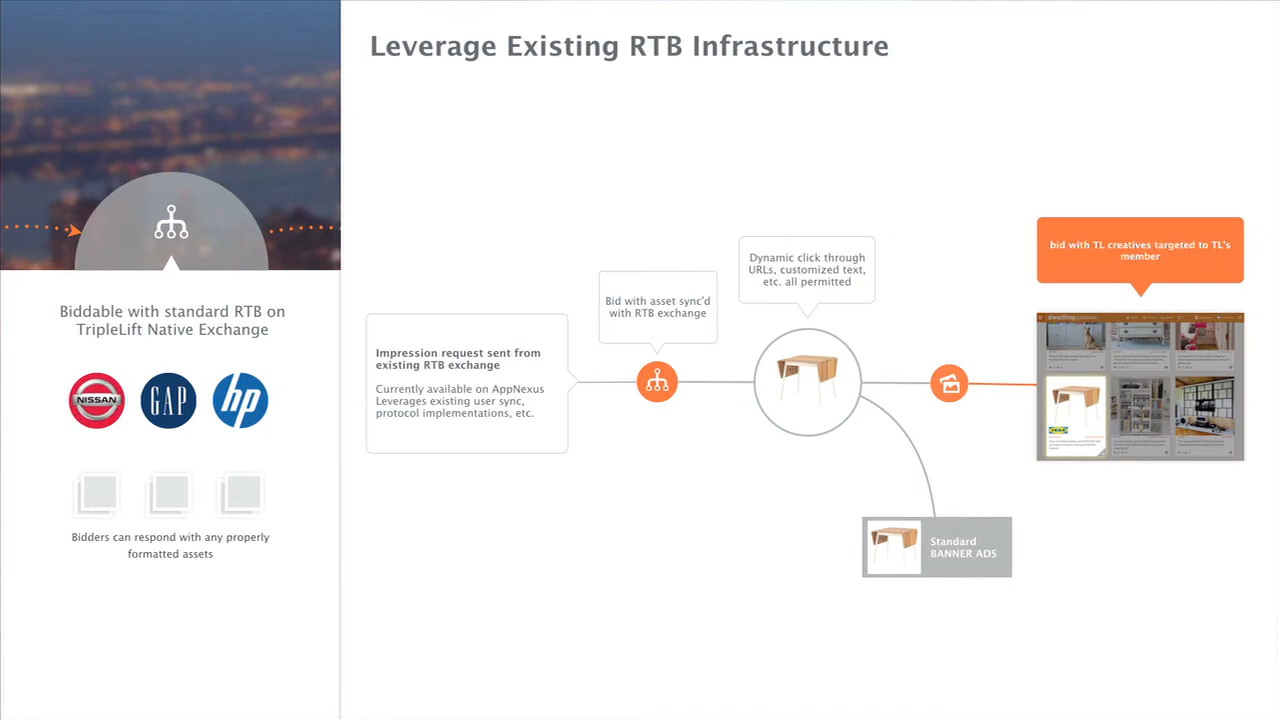 Leverage Existing RTB Infrastructure
Biddable with standard RTB on
TripleLift Native Exchange
NISSAN
GAP
hp
Bidders can respond with any properly
formatted assets
Impression request sent from
existing RTB exchange
Currently available on AppNexus
Leverages existing user sync,
protocol implementations, etc.
Bid with asset sync'd
with RTB exchange
Dynamic click through
URLs, customized text,
etc. all permitted
bid with TL creatives targeted to TL's
member
IKEA
Standard
BANNER ADS